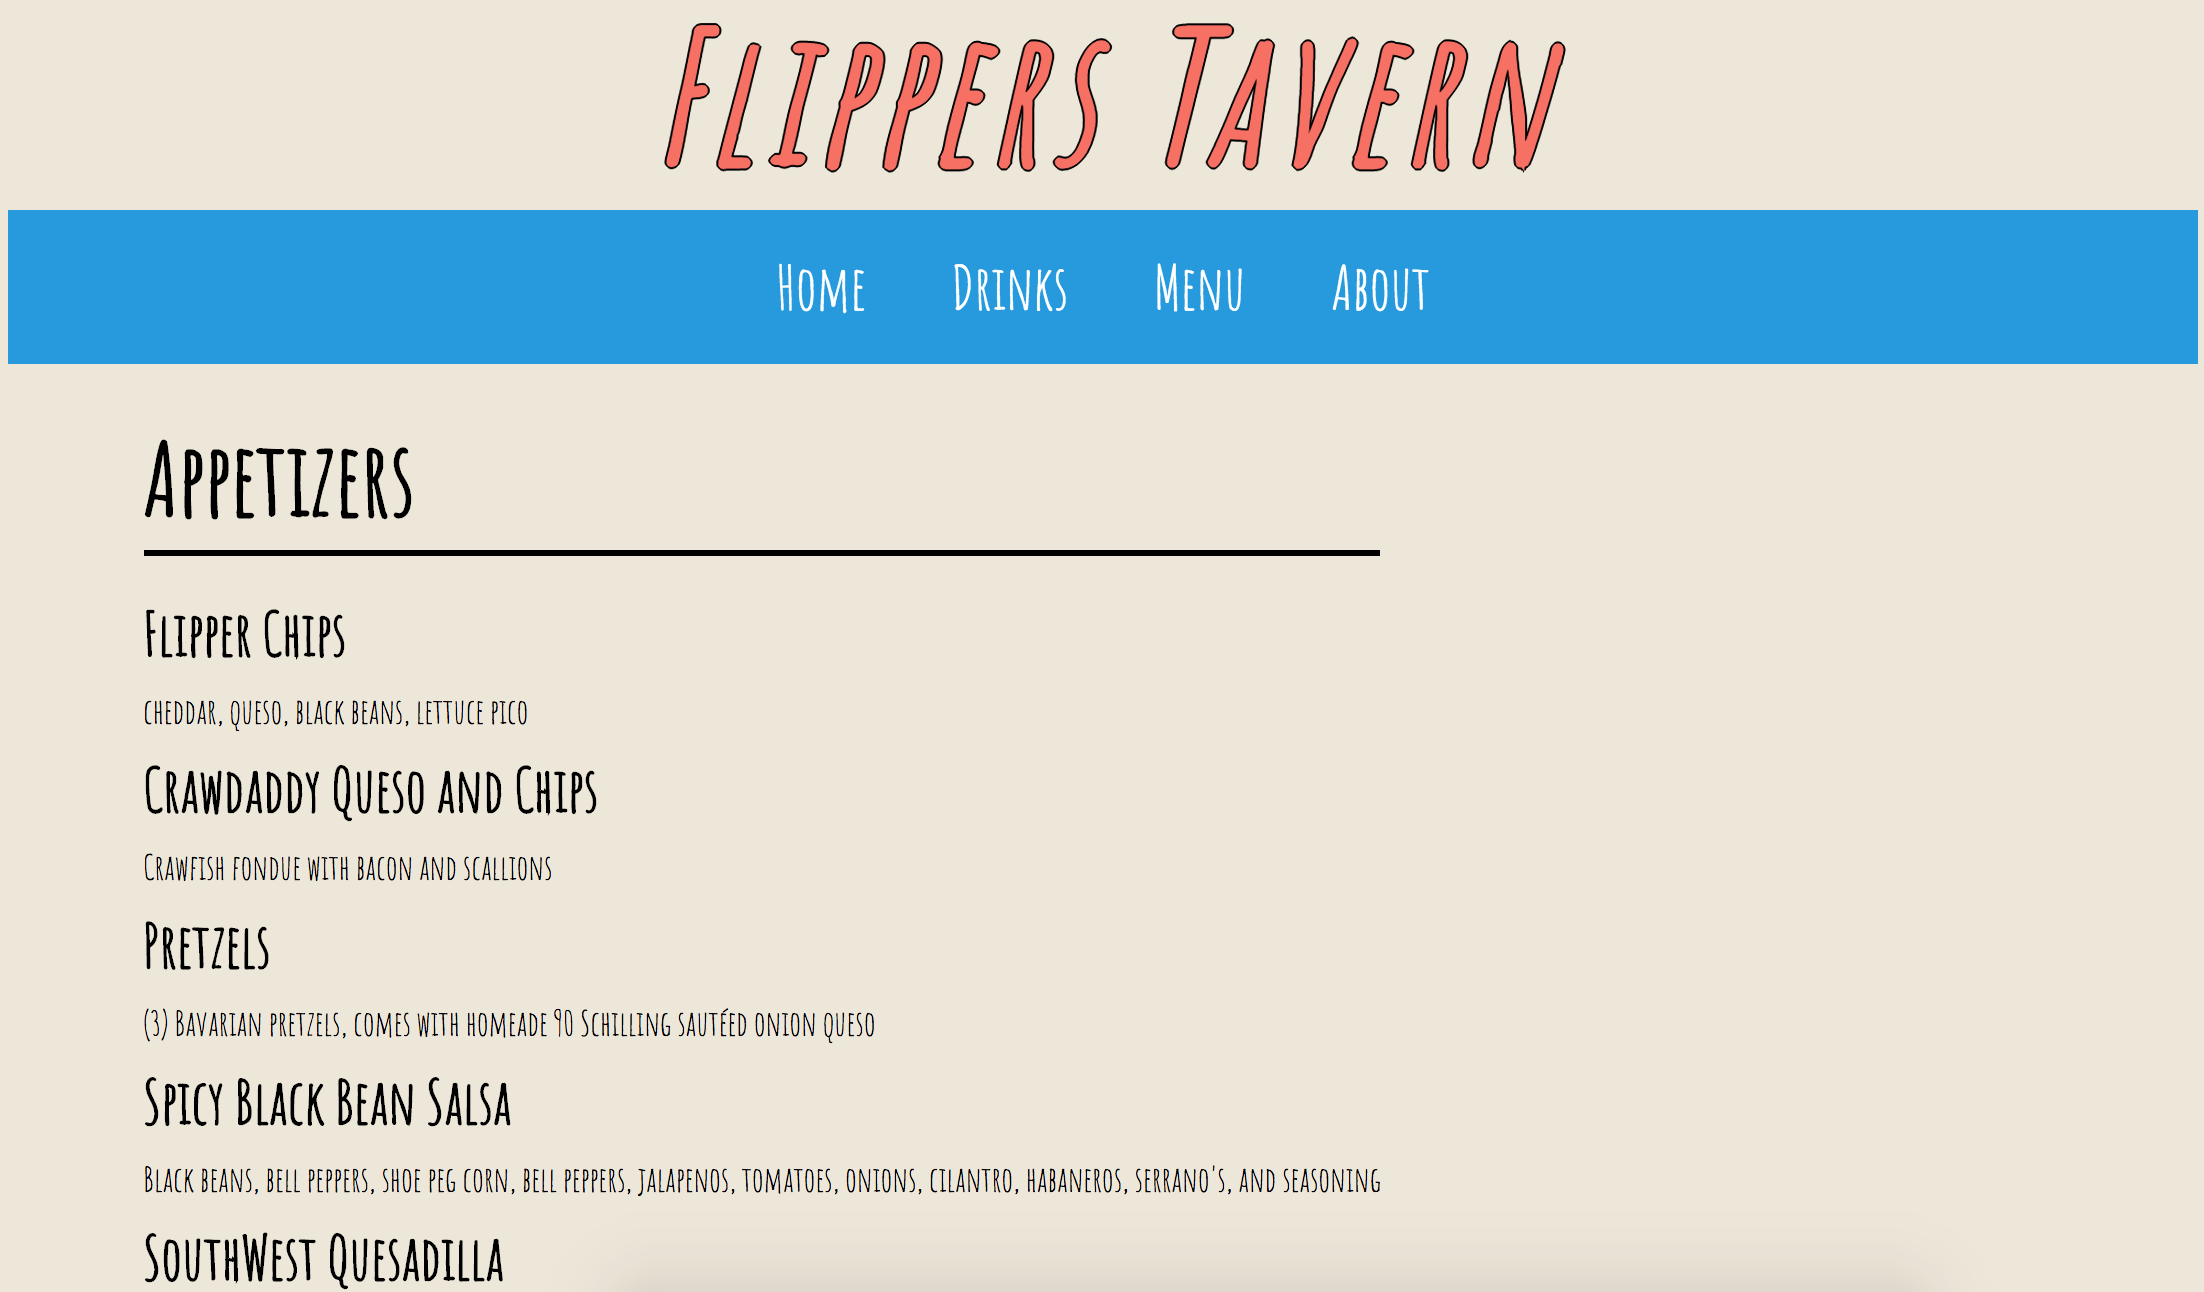 Flippers Tavern
Home Drinks Menu About
Appetizers
Flipper Chips
cheddar, queso, black beans, lettuce pico
Crawdaddy Queso and Chips
Crawfish fondue with bacon and scallions
Pretzels
(3) Bavarian pretzels, comes with homeade 90 Schilling sautéed onion queso
Spicy Black Bean Salsa
Black beans, bell peppers, shoe peg corn, bell peppers, jalapenos, tomatoes, onions, cilantro, habaneros, serrano's, and seasoning
SouthWest Quesadilla